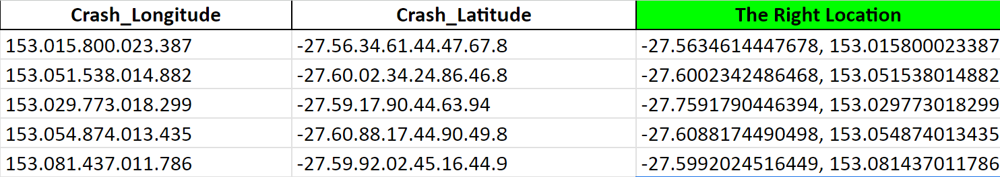 Crash_Longitude Crash_Latitude The Right Location
153.015.800.023.387 -27.56.34.61.44.47.67.8 -27.5634614447678, 153.015800023387
153.051.538.014.882 -27.60.02.34.24.86.46.8 -27.6002342486468, 153.051538014882
153.029.773.018.299 -27.59.17.90.44.63.94 -27.7591790446394, 153.029773018299
153.054.874.013.435 -27.60.88.17.44.90.49.8 -27.6088174490498, 153.054874013435
153.081.437.011.786 -27.59.92.02.45.16.44.9 -27.5992024516449, 153.081437011786